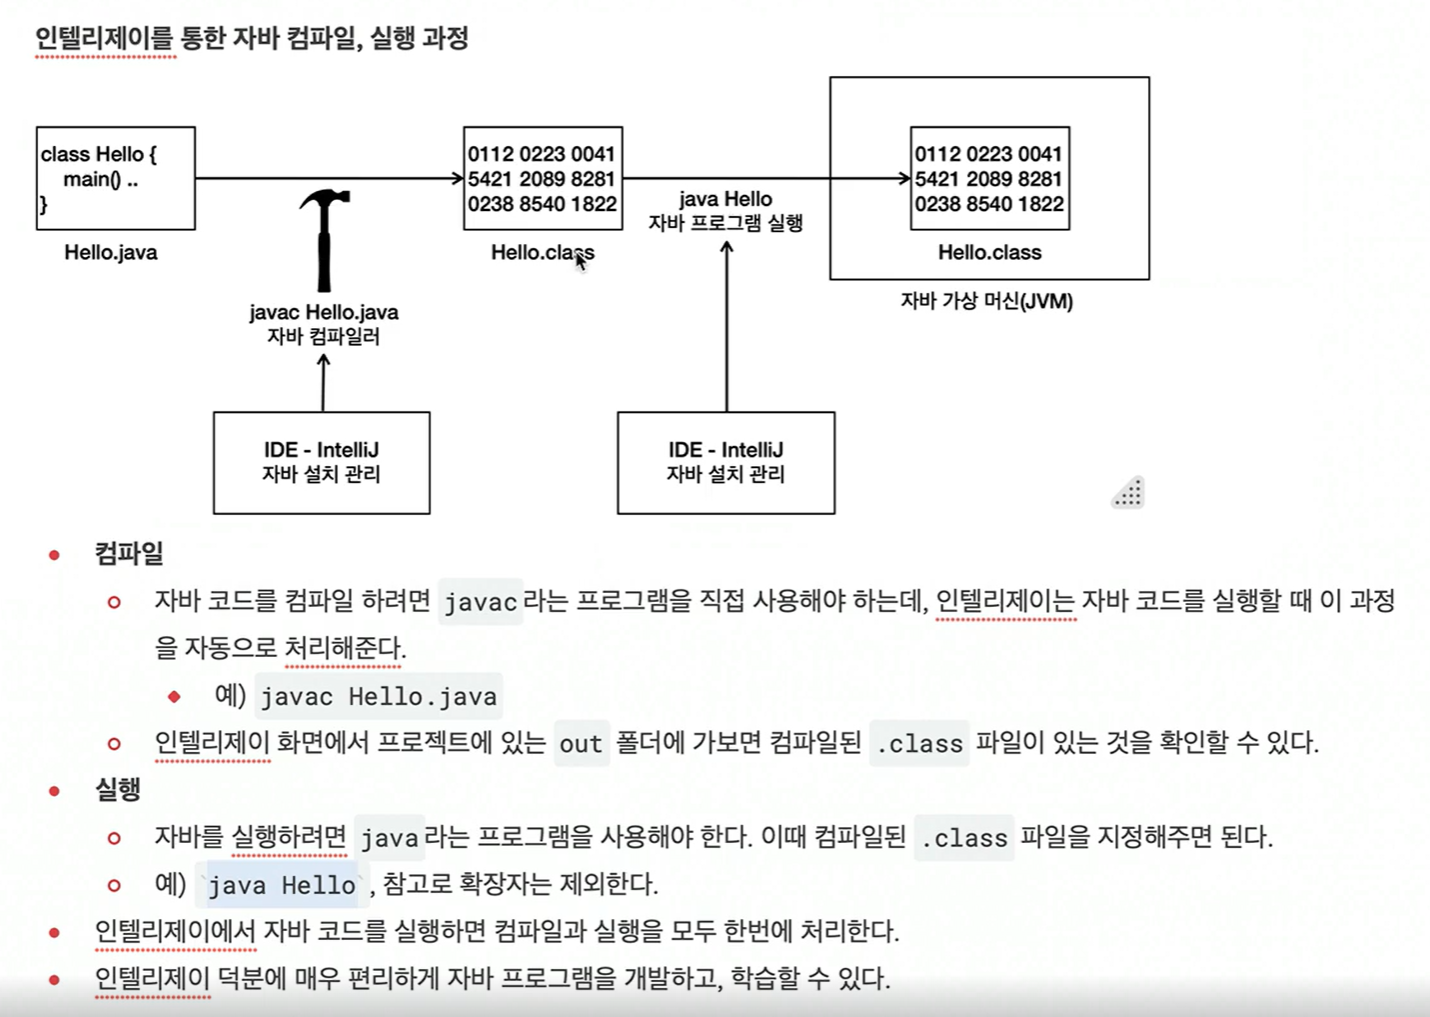 인텔리제이를 통한 자바 컴파일, 실행 과정
class Hello {
main() ..
}
Hello.java
javac Hello.java
자바 컴파일러
IDE - IntelliJ
자바 설치 관리
0112 0223 0041
5421 2089 8281
0238 8540 1822
Hello.class
java Hello
자바 프로그램 실행
IDE - IntelliJ
자바 설치 관리
0112 0223 0041
5421 2089 8281
0238 8540 1822
Hello.class
자바 가상 머신(JVM)
컴파일
자바 코드를 컴파일 하려면 javac라는 프로그램을 직접 사용해야 하는데, 인텔리제이는 자바 코드를 실행할 때 이 과정
을 자동으로 처리해준다.
예) javac Hello.java
인텔리제이 화면에서 프로젝트에 있는 out 폴더에 가보면 컴파일된 .class 파일이 있는 것을 확인할 수 있다.
실행
자바를 실행하려면 java라는 프로그램을 사용해야 한다. 이때 컴파일된 .class 파일을 지정해주면 된다.
예) `java Hello`, 참고로 확장자는 제외한다.
인텔리제이에서 자바 코드를 실행하면 컴파일과 실행을 모두 한번에 처리한다.
인텔리제이 덕분에 매우 편리하게 자바 프로그램을 개발하고, 학습할 수 있다.